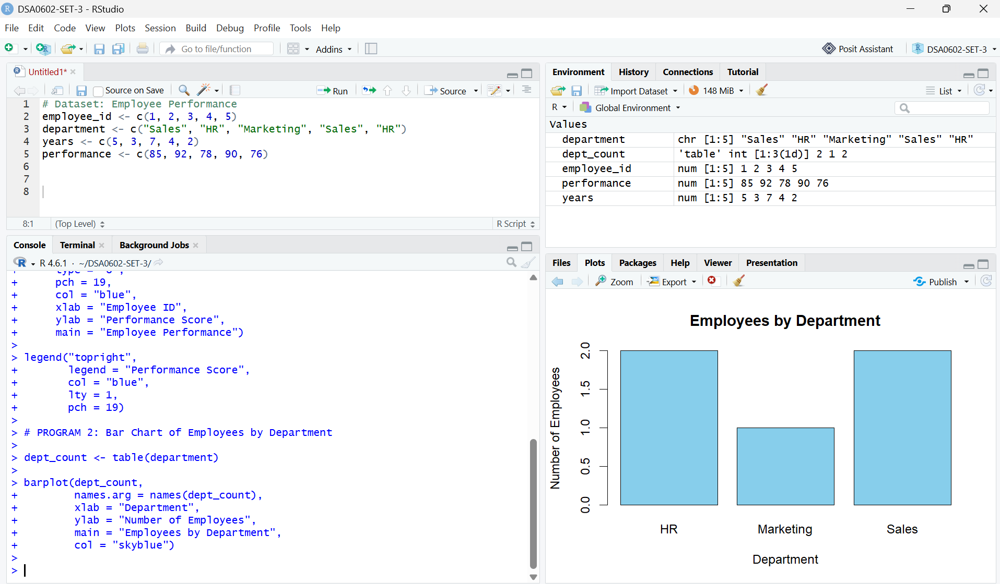 DSA0602-SET-3 - RStudio
File Edit Code View Plots Session Build Debug Profile Tools Help
Go to file/function Addins Posit Assistant DSA0602-SET-3
Untitled1*
Source on Save Run Source
1 # Dataset: Employee Performance
2 employee_id <- c(1, 2, 3, 4, 5)
3 department <- c("Sales", "HR", "Marketing", "Sales", "HR")
4 years <- c(5, 3, 7, 4, 2)
5 performance <- c(85, 92, 78, 90, 76)
6
7
8
8:1 (Top Level) R Script
Console Terminal Background Jobs
R 4.6.1 · ~/DSA0602-SET-3/
+ pch = 19,
+ col = "blue",
+ xlab = "Employee ID",
+ ylab = "Performance Score",
+ main = "Employee Performance")
>
> legend("topright",
+ legend = "Performance Score",
+ col = "blue",
+ lty = 1,
+ pch = 19)
>
> # PROGRAM 2: Bar Chart of Employees by Department
>
> dept_count <- table(department)
>
> barplot(dept_count,
+ names.arg = names(dept_count),
+ xlab = "Department",
+ ylab = "Number of Employees",
+ main = "Employees by Department",
+ col = "skyblue")
>
>
Environment History Connections Tutorial
Import Dataset 148 MiB List
R Global Environment
Values
department chr [1:5] "Sales" "HR" "Marketing" "Sales" "HR"
dept_count 'table' int [1:3(1d)] 2 1 2
employee_id num [1:5] 1 2 3 4 5
performance num [1:5] 85 92 78 90 76
years num [1:5] 5 3 7 4 2
Files Plots Packages Help Viewer Presentation
Zoom Export Publish
Employees by Department
Number of Employees
2.0
1.5
1.0
0.5
0.0
HR Marketing Sales
Department